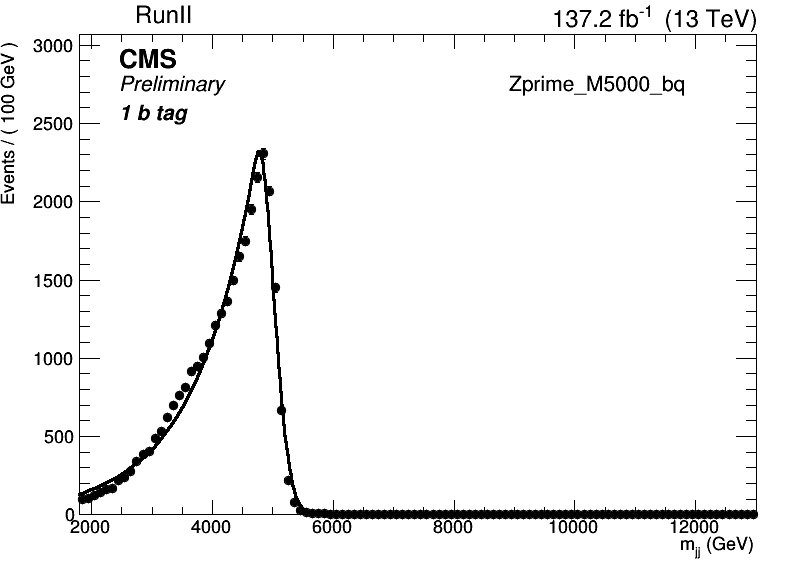 RunII
137.2 fb-1 (13 TeV)
Events / ( 100 GeV )
3000
2500
2000
1500
1000
500
0
CMS
Preliminary
1 b tag
Zprime_M5000_bq
2000 4000 6000 8000 10000 12000
mjj (GeV)